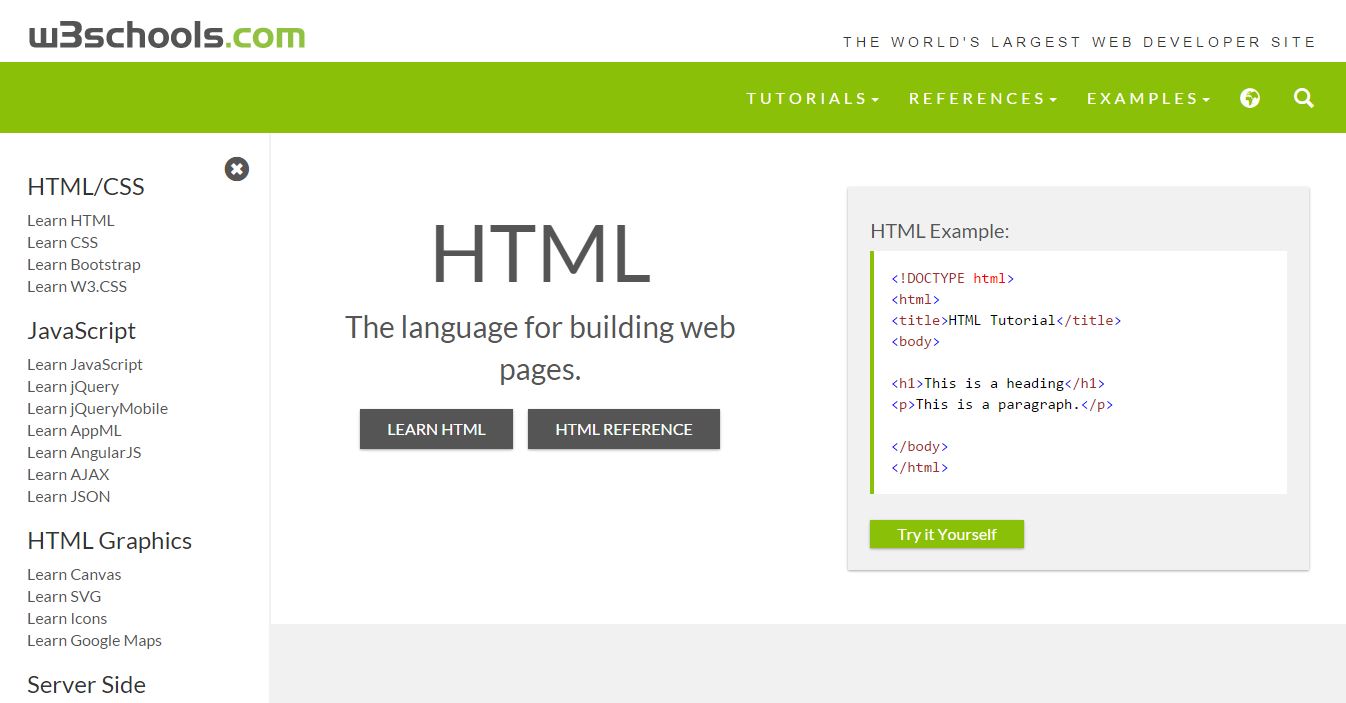 w3schools.com
THE WORLD'S LARGEST WEB DEVELOPER SITE
TUTORIALS
REFERENCES
EXAMPLES
HTML/CSS
Learn HTML
Learn CSS
Learn Bootstrap
Learn W3.CSS
JavaScript
Learn JavaScript
Learn jQuery
Learn jQueryMobile
Learn AppML
Learn AngularJS
Learn AJAX
Learn JSON
HTML Graphics
Learn Canvas
Learn SVG
Learn Icons
Learn Google Maps
Server Side
HTML
The language for building web
pages.
LEARN HTML
HTML REFERENCE
HTML Example:
<!DOCTYPE html>
<html>
<title>HTML Tutorial</title>
<body>
<h1>This is a heading</h1>
<p>This is a paragraph.</p>
</body>
</html>
Try it Yourself